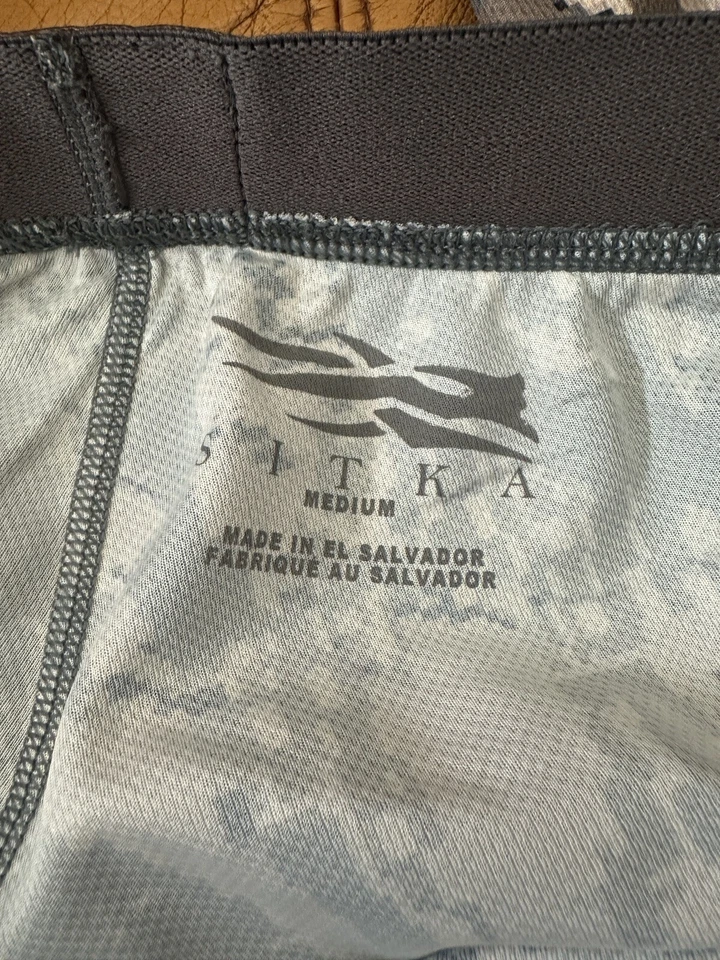 SITKA
MEDIUM
MADE IN EL SALVADOR
FABRIQUE AU SALVADOR